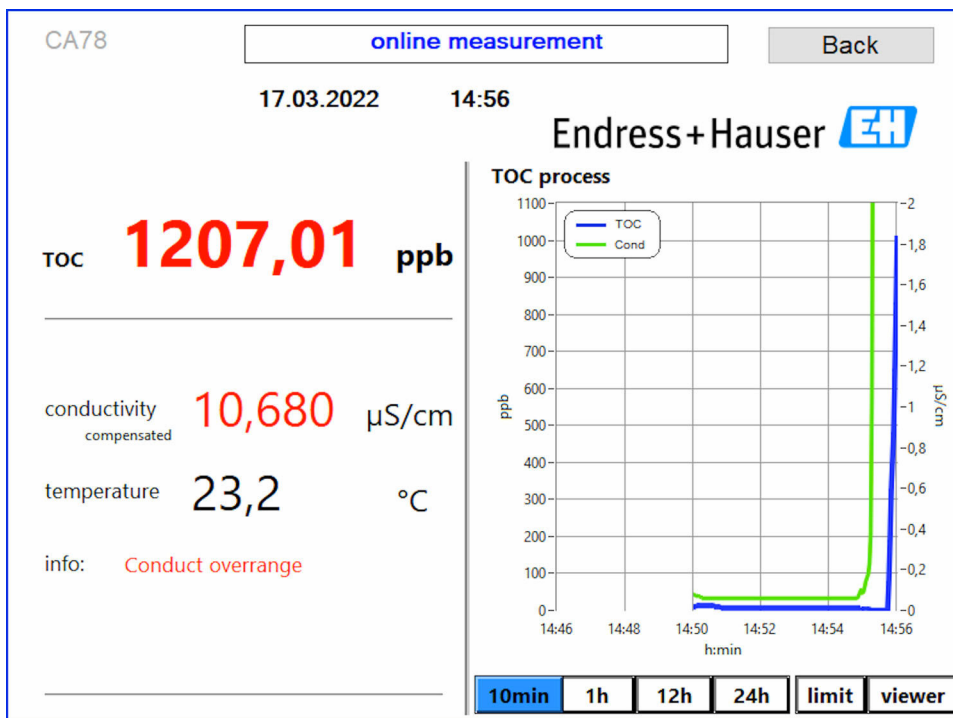 CA78
online measurement
Back
17.03.2022 14:56
Endress+Hauser EH
TOC 1207,01 ppb
conductivity 10,680 µS/cm
compensated
temperature 23,2 °C
info: Conduct overrange
TOC process
TOC
Cond
1100
1000
900
800
700
600
500
400
300
200
100
0
ppb
2
1,8
1,6
1,4
1,2
1
0,8
0,6
0,4
0,2
0
µS/cm
14:46 14:48 14:50 14:52 14:54 14:56
h:min
10min 1h 12h 24h limit viewer